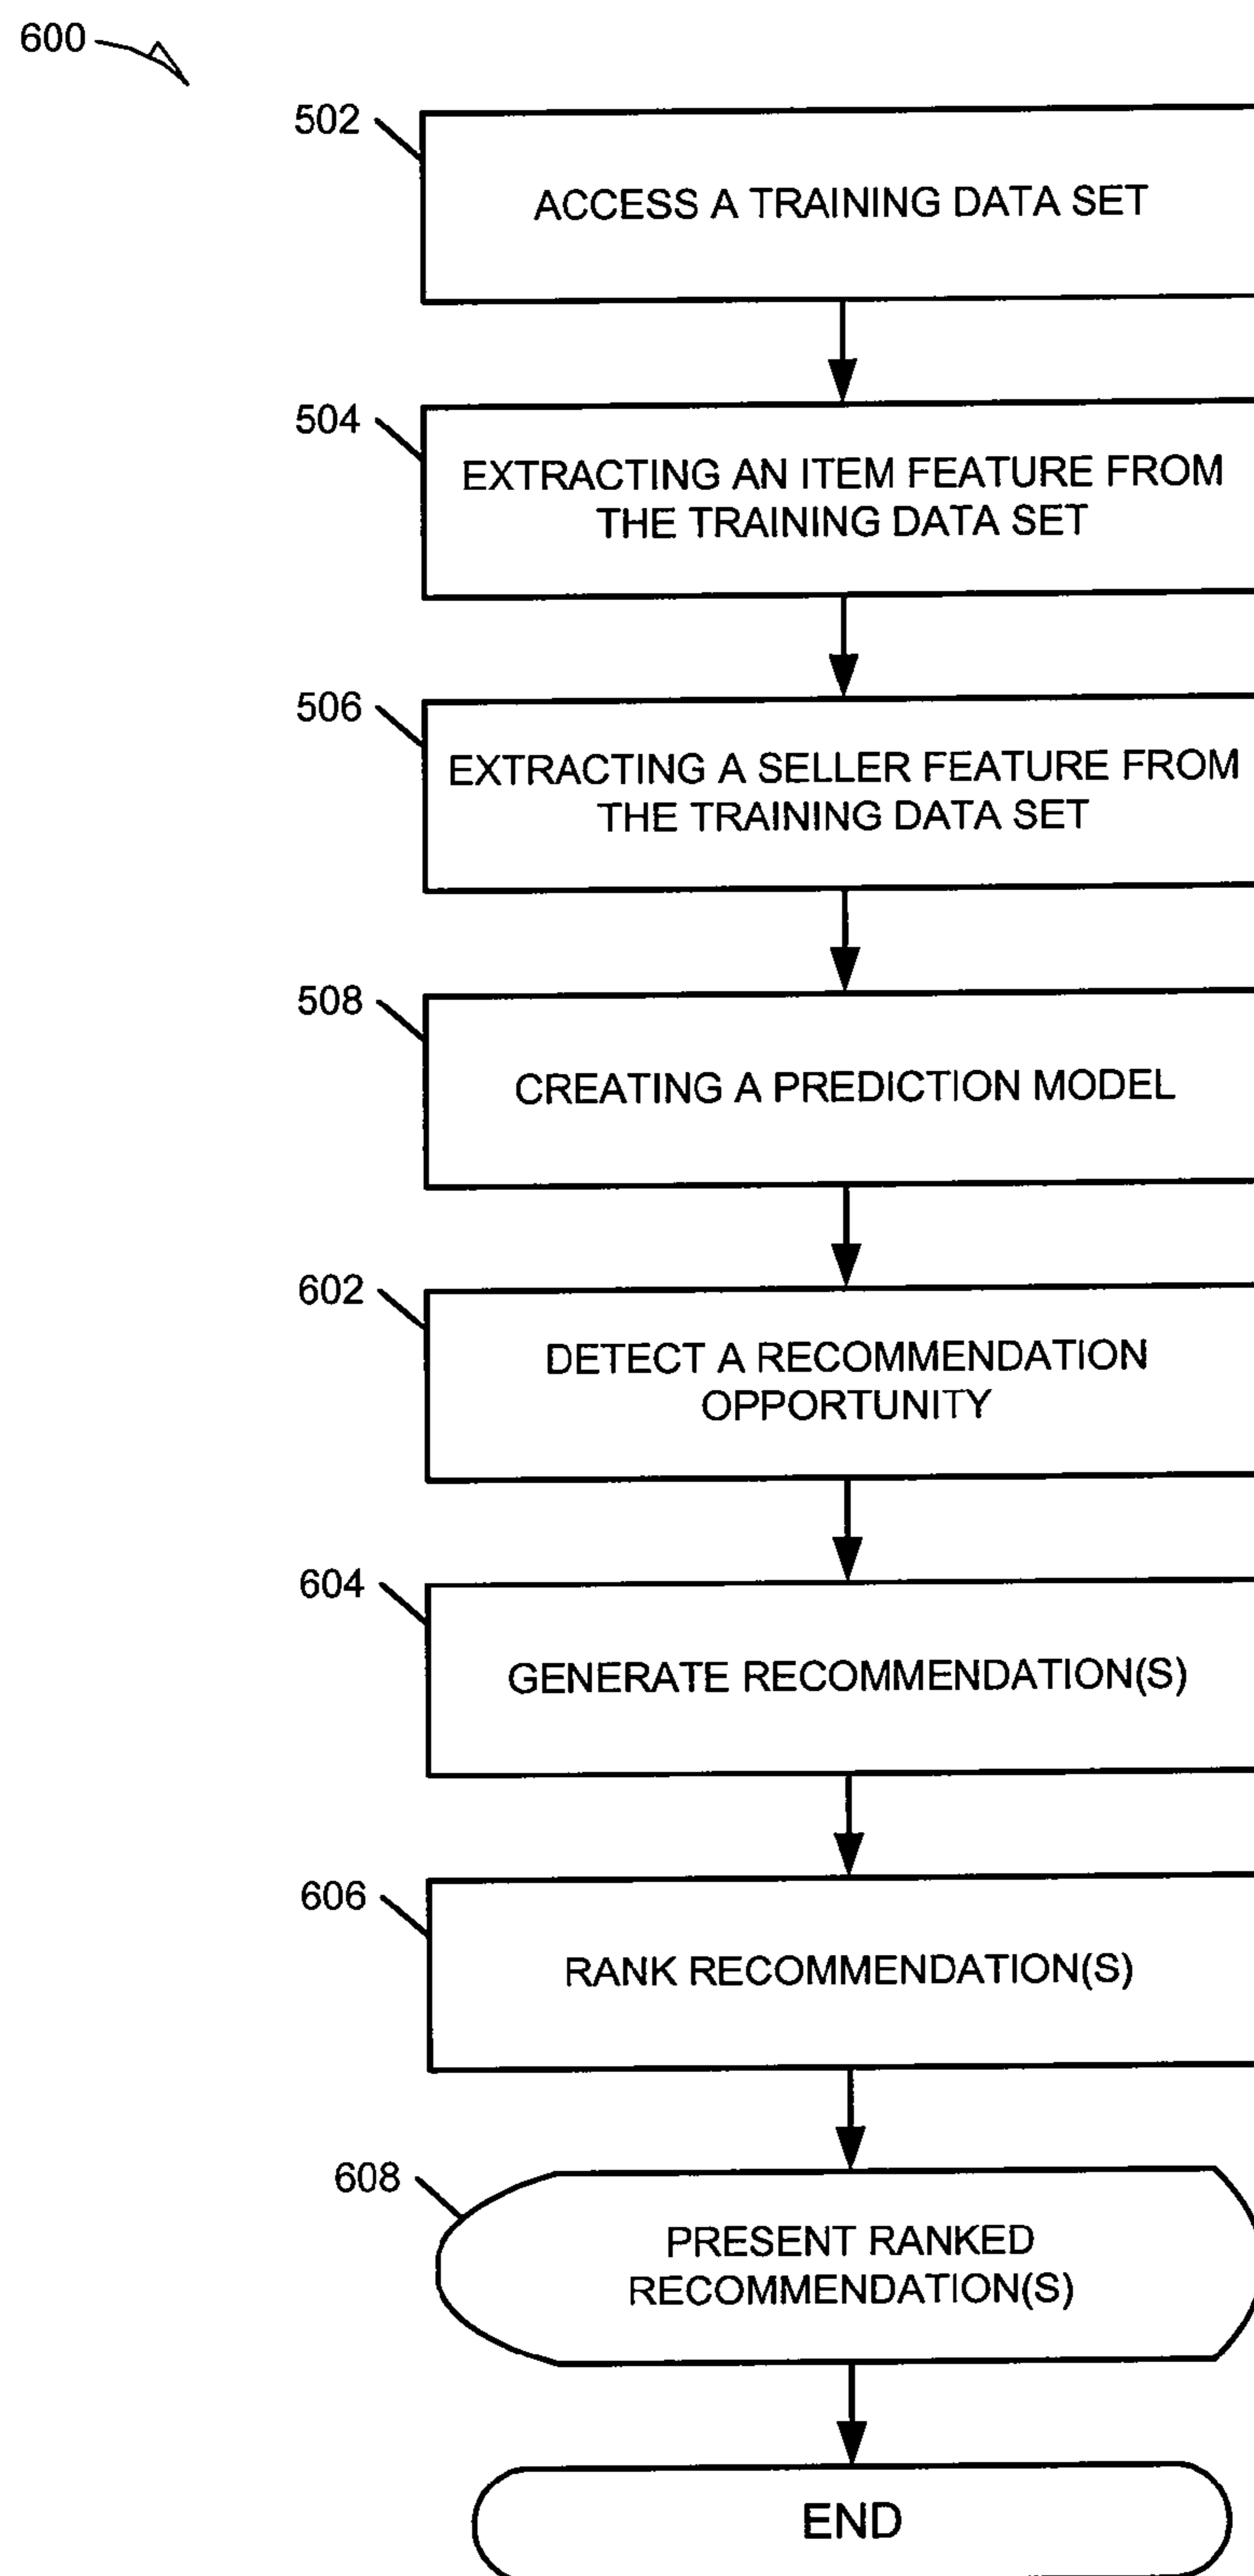 600
502
ACCESS A TRAINING DATA SET
504
EXTRACTING AN ITEM FEATURE FROM
THE TRAINING DATA SET
506
EXTRACTING A SELLER FEATURE FROM
THE TRAINING DATA SET
508
CREATING A PREDICTION MODEL
602
DETECT A RECOMMENDATION
OPPORTUNITY
604
GENERATE RECOMMENDATION(S)
606
RANK RECOMMENDATION(S)
608
PRESENT RANKED
RECOMMENDATION(S)
END